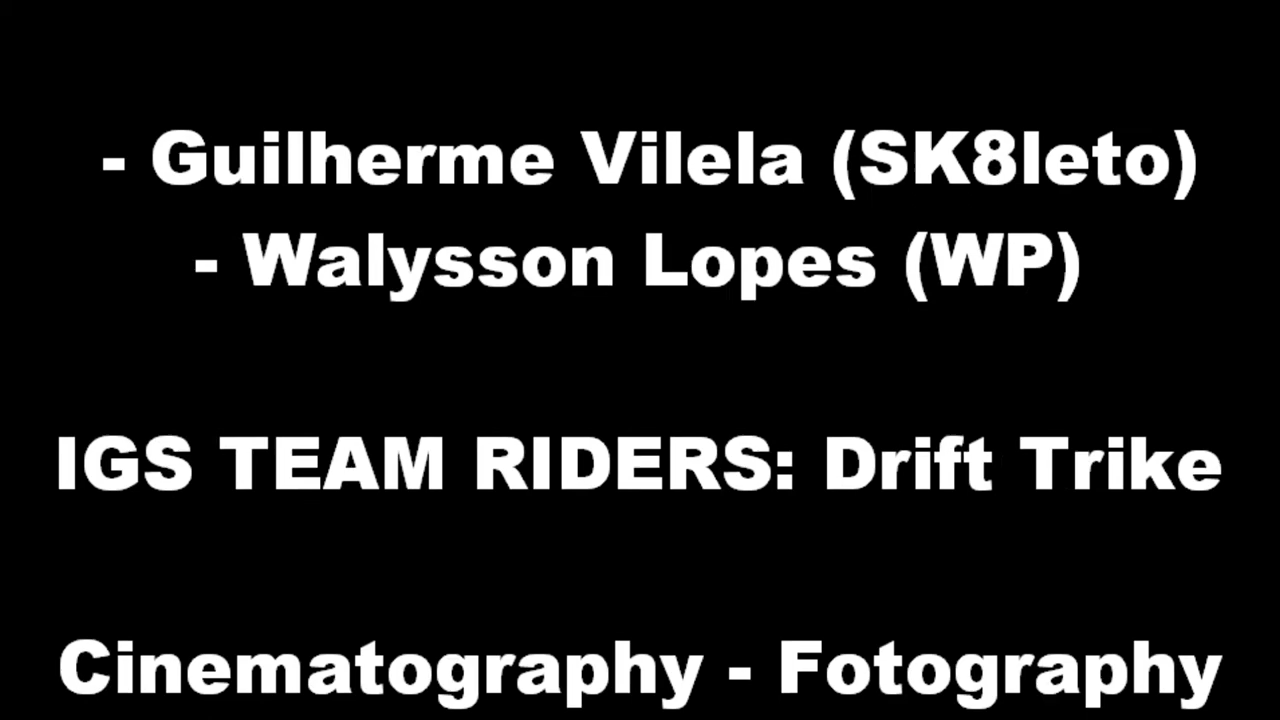 - Guilherme Vilela (SK8leto)
- Walysson Lopes (WP)
IGS TEAM RIDERS: Drift Trike
Cinematography - Fotography